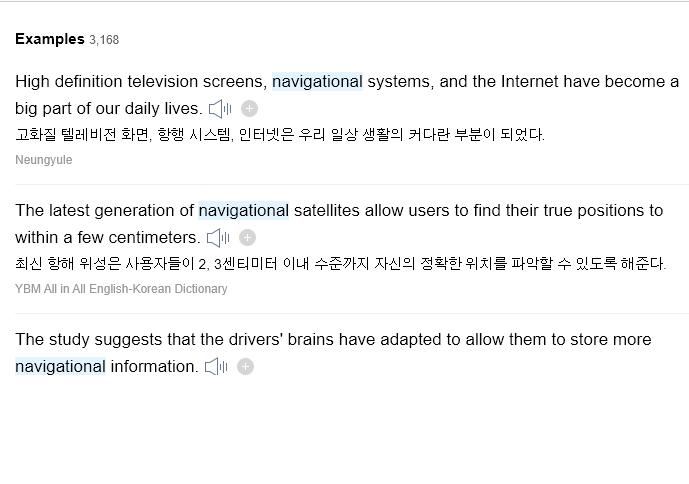 Examples 3,168
High definition television screens, navigational systems, and the Internet have become a
big part of our daily lives.
고화질 텔레비전 화면, 항행 시스템, 인터넷은 우리 일상 생활의 커다란 부분이 되었다.
Neungyule
The latest generation of navigational satellites allow users to find their true positions to
within a few centimeters.
최신 항해 위성은 사용자들이 2, 3센티미터 이내 수준까지 자신의 정확한 위치를 파악할 수 있도록 해준다.
YBM All in All English-Korean Dictionary
The study suggests that the drivers' brains have adapted to allow them to store more
navigational information.